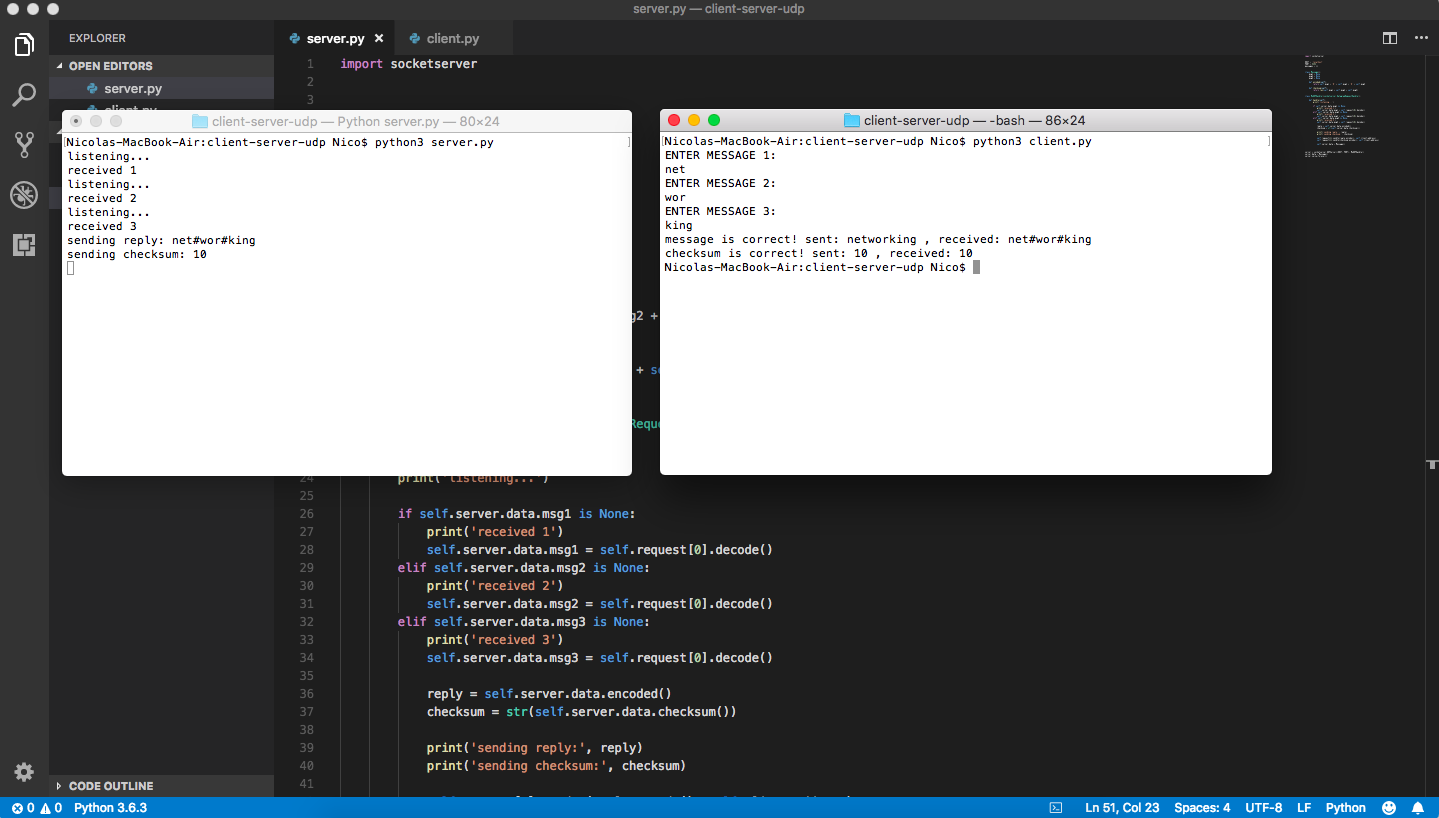 server.py — client-server-udp
EXPLORER
OPEN EDITORS
server.py
client.py
CODE OUTLINE
server.py ×
client.py
1 import socketserver
2
3
client-server-udp — Python server.py — 80×24
[Nicolas-MacBook-Air:client-server-udp Nico$ python3 server.py ]
listening...
received 1
listening...
received 2
listening...
received 3
sending reply: net#wor#king
sending checksum: 10
client-server-udp — -bash — 86×24
[Nicolas-MacBook-Air:client-server-udp Nico$ python3 client.py ]
ENTER MESSAGE 1:
net
ENTER MESSAGE 2:
wor
ENTER MESSAGE 3:
king
message is correct! sent: networking , received: net#wor#king
checksum is correct! sent: 10 , received: 10
Nicolas-MacBook-Air:client-server-udp Nico$
g2 +
+ se
Reque
24 print('listening...')
25
26 if self.server.data.msg1 is None:
27 print('received 1')
28 self.server.data.msg1 = self.request[0].decode()
29 elif self.server.data.msg2 is None:
30 print('received 2')
31 self.server.data.msg2 = self.request[0].decode()
32 elif self.server.data.msg3 is None:
33 print('received 3')
34 self.server.data.msg3 = self.request[0].decode()
35
36 reply = self.server.data.encoded()
37 checksum = str(self.server.data.checksum())
38
39 print('sending reply:', reply)
40 print('sending checksum:', checksum)
41
0 0 Python 3.6.3
Ln 51, Col 23 Spaces: 4 UTF-8 LF Python